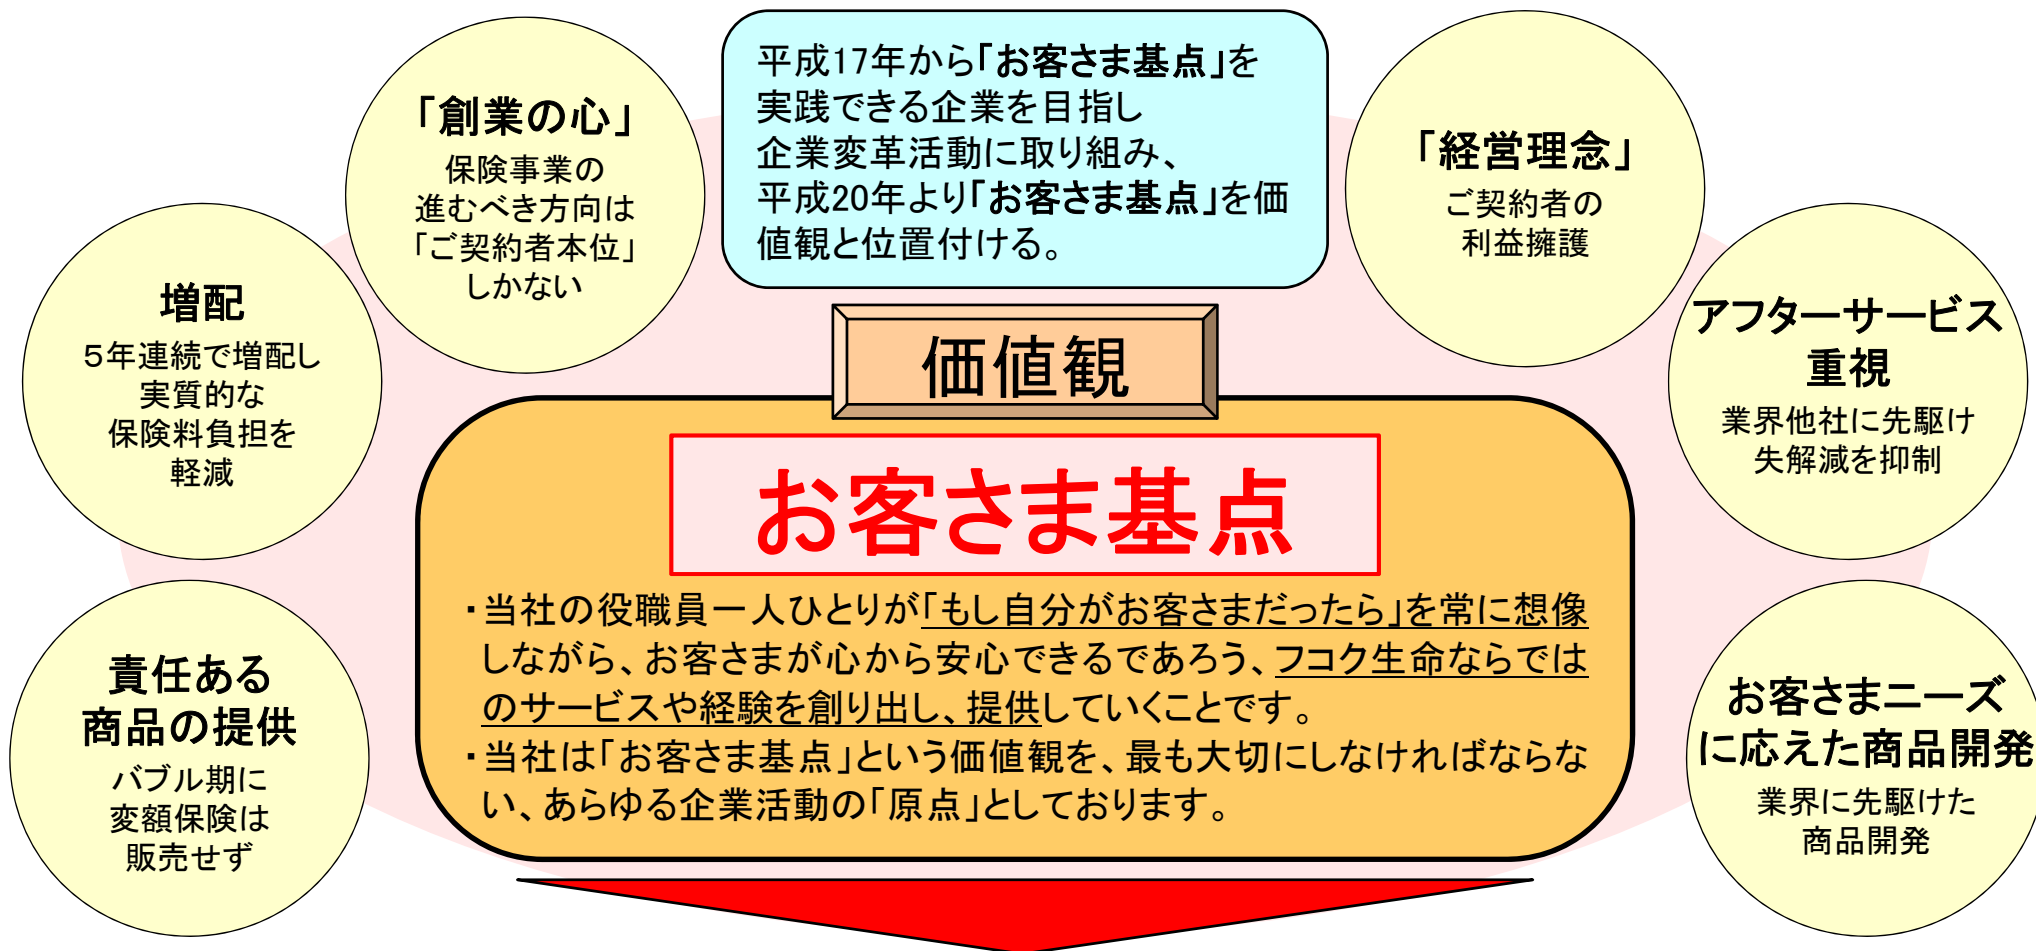 平成17年から「お客さま基点」を
実践できる企業を目指し
企業変革活動に取り組み、
平成20年より「お客さま基点」を価
値観と位置付ける。
「創業の心」
保険事業の
進むべき方向は
「ご契約者本位」
しかない
「経営理念」
ご契約者の
利益擁護
増配
5年連続で増配し
実質的な
保険料負担を
軽減
アフターサービス
重視
業界他社に先駆け
失解減を抑制
責任ある
商品の提供
バブル期に
変額保険は
販売せず
お客さまニーズ
に応えた商品開発
業界に先駆けた
商品開発
価値観
お客さま基点
・当社の役職員一人ひとりが「もし自分がお客さまだったら」を常に想像
しながら、お客さまが心から安心できるであろう、フコク生命ならでは
のサービスや経験を創り出し、提供していくことです。
・当社は「お客さま基点」という価値観を、最も大切にしなければならな
い、あらゆる企業活動の「原点」としております。